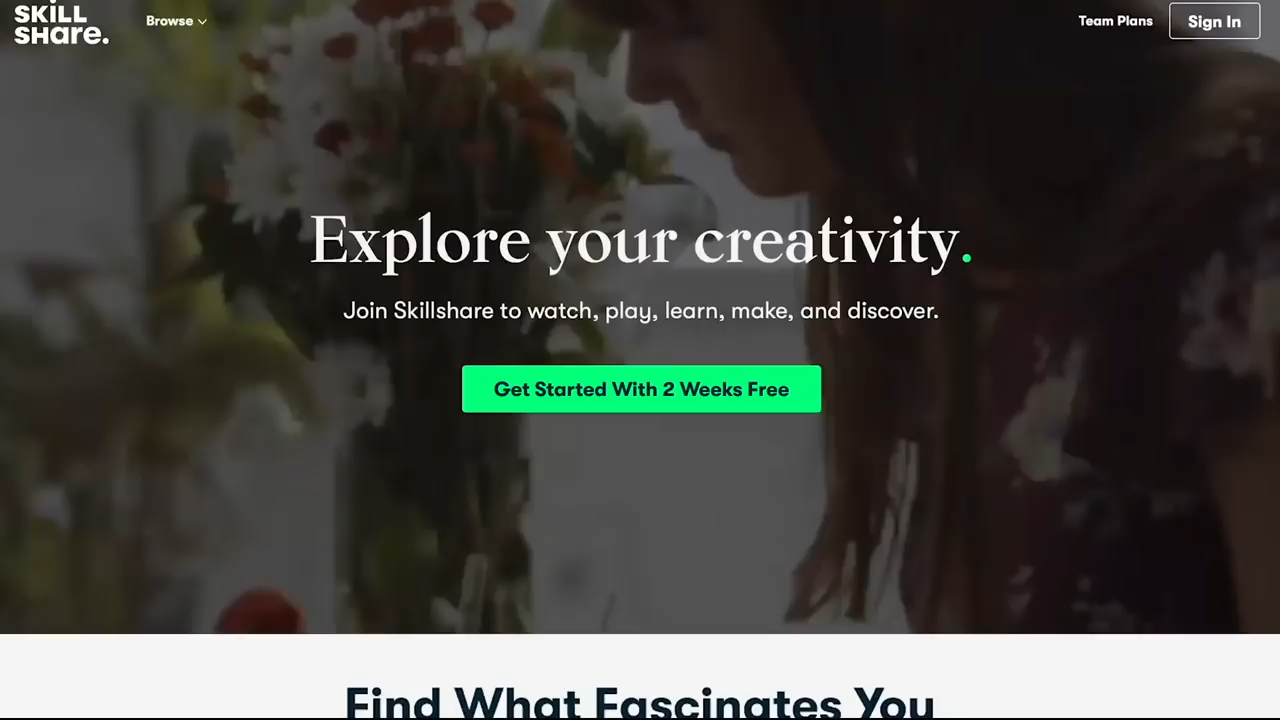 SKILL
SHare.
Browse
Team Plans
Sign In
Explore your creativity.
Join Skillshare to watch, play, learn, make, and discover.
Get Started With 2 Weeks Free
Find What Fascinates You